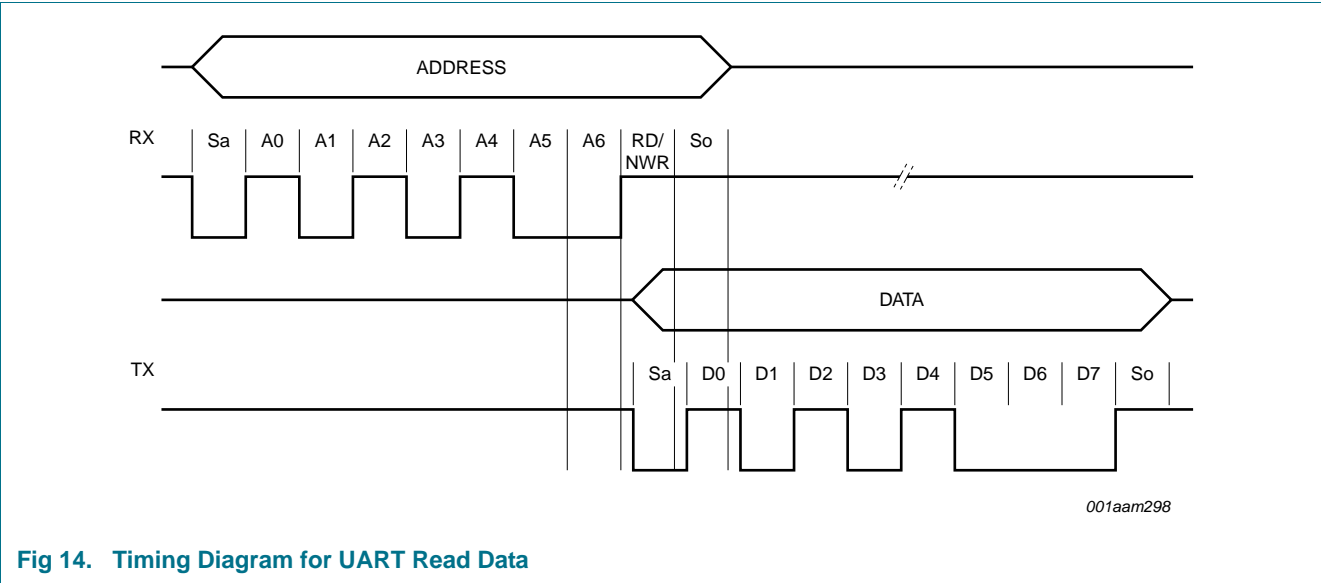 ADDRESS
RX Sa A0 A1 A2 A3 A4 A5 A6 RD/ So
NWR
DATA
TX Sa D0 D1 D2 D3 D4 D5 D6 D7 So
001aam298
Fig 14. Timing Diagram for UART Read Data